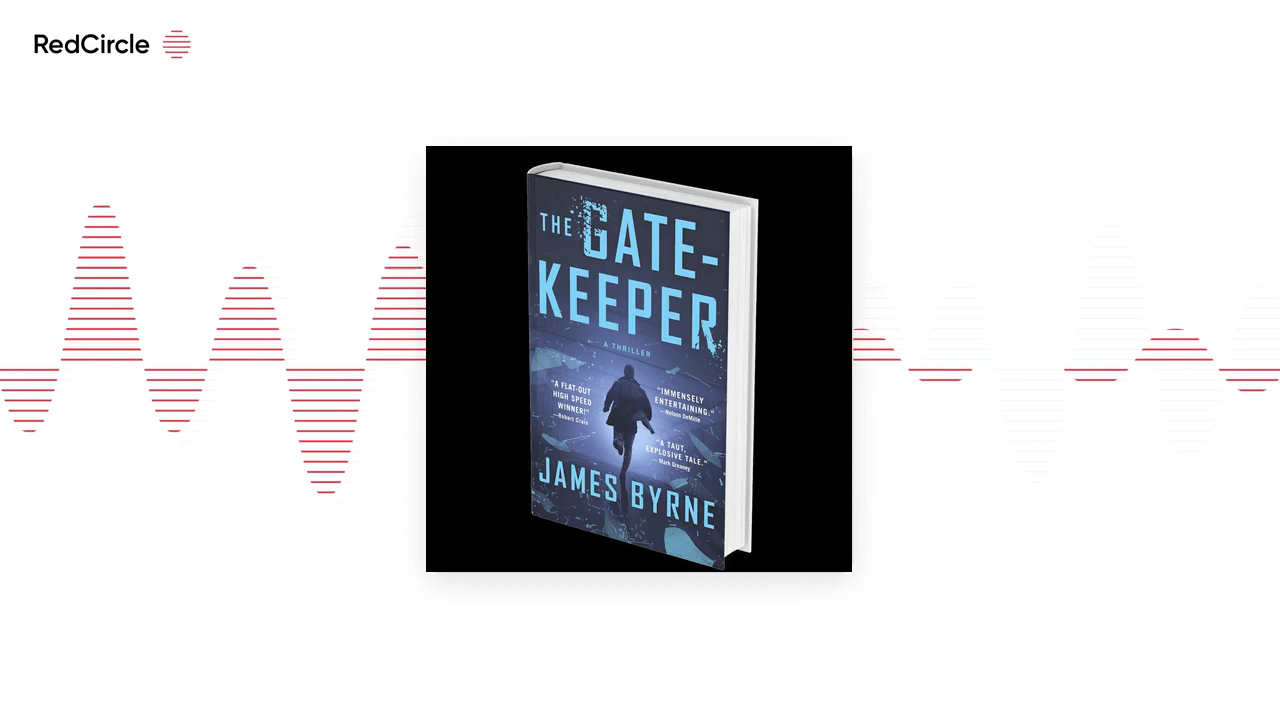 RedCircle
THE GATE-
KEEPER
A THRILLER
"A FLAT-OUT
HIGH SPEED
WINNER!"
—Robert Crais
"IMMENSELY
ENTERTAINING."
—Nelson DeMille
"A TAUT,
EXPLOSIVE TALE."
—Mark Greaney
JAMES BYRNE